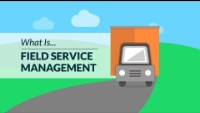 What Is...
FIELD SERVICE
MANAGEMENT